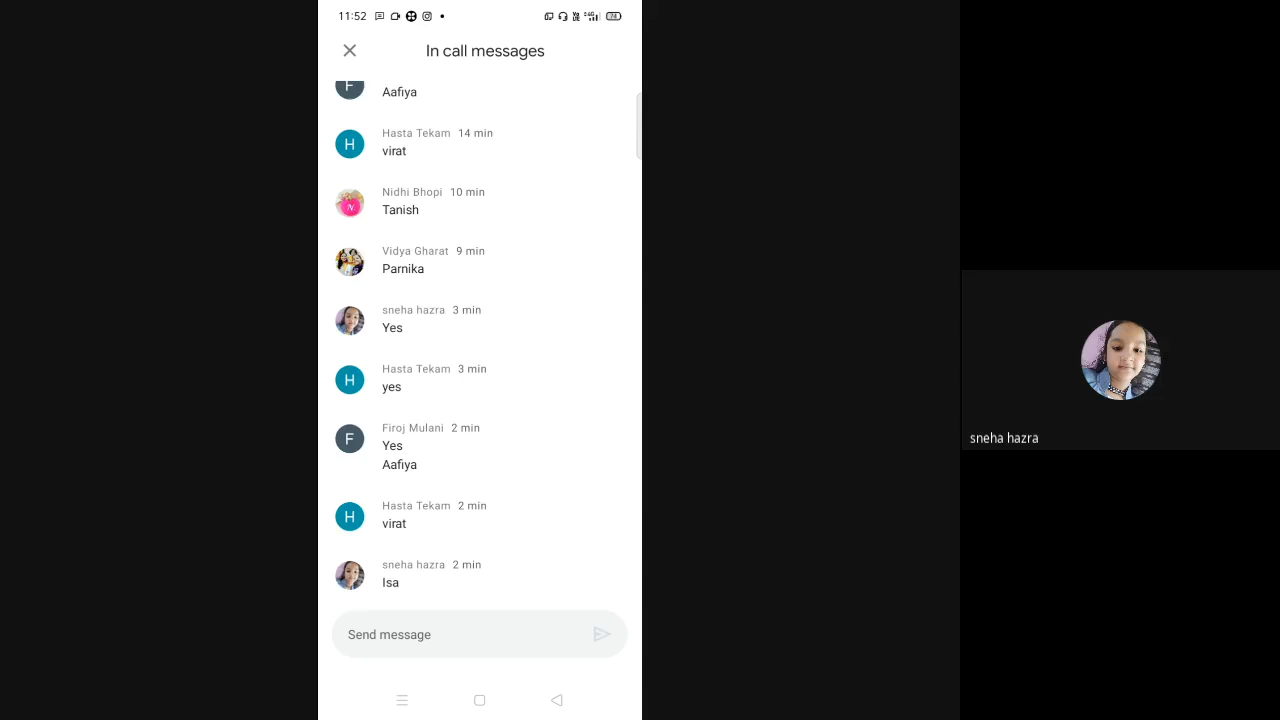 11:52
In call messages
F
Aafiya
Hasta Tekam 14 min
H
virat
Nidhi Bhopi 10 min
N.
Tanish
Vidya Gharat 9 min
Parnika
sneha hazra 3 min
Yes
Hasta Tekam 3 min
H
yes
Firoj Mulani 2 min
F
Yes
Aafiya
Hasta Tekam 2 min
H
virat
sneha hazra 2 min
Isa
Send message
sneha hazra